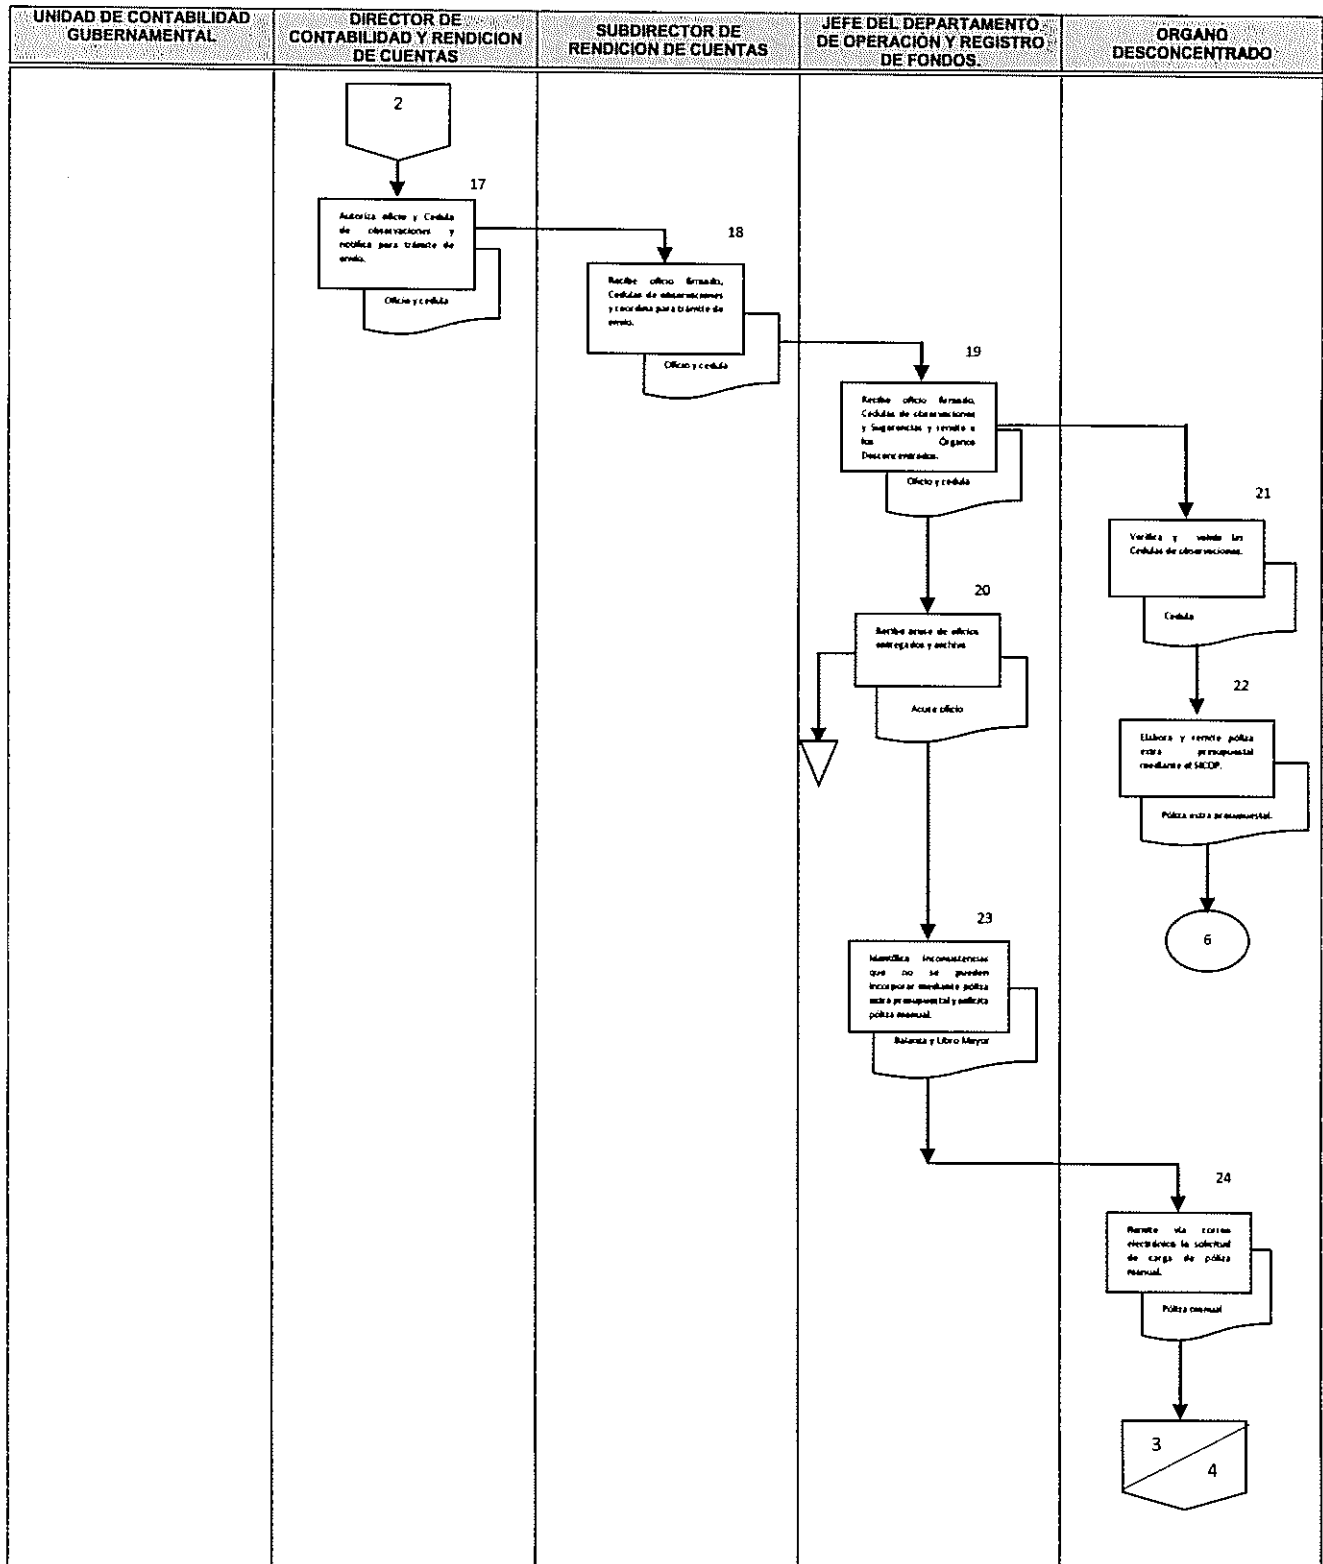 UNIDAD DE CONTABILIDAD
GUBERNAMENTAL
DIRECTOR DE
CONTABILIDAD Y RENDICION
DE CUENTAS
SUBDIRECTOR DE
RENDICION DE CUENTAS
JEFE DEL DEPARTAMENTO
DE OPERACIÓN Y REGISTRO
DE FONDOS.
ORGANO
DESCONCENTRADO
2
17
Autoriza oficio y Cedula
de observaciones y
notifica para trámite de
envío.
Oficio y cedula
18
Recibe oficio firmado,
Cedulas de observaciones
y coordina para trámite de
envío.
Oficio y cedula
19
Recibe oficio firmado,
Cedulas de observaciones
y Sugerencias y remite a
los Órganos
Desconcentrados.
Oficio y cedula
21
Verifica y valida las
Cedulas de observaciones.
Cedula
20
Recibe acuse de oficios
entregados y archiva
Acuse oficio
22
Elabora y remite póliza
extra presupuestal
mediante el SICOP.
Póliza extra presupuestal.
6
23
Identifica Inconsistencias
que no se pueden
incorporar mediante póliza
extra presupuestal y solicita
póliza manual.
Balanza y Libro Mayor
24
Remite vía correo
electrónico la solicitud
de carga de póliza
manual.
Póliza manual
3
4